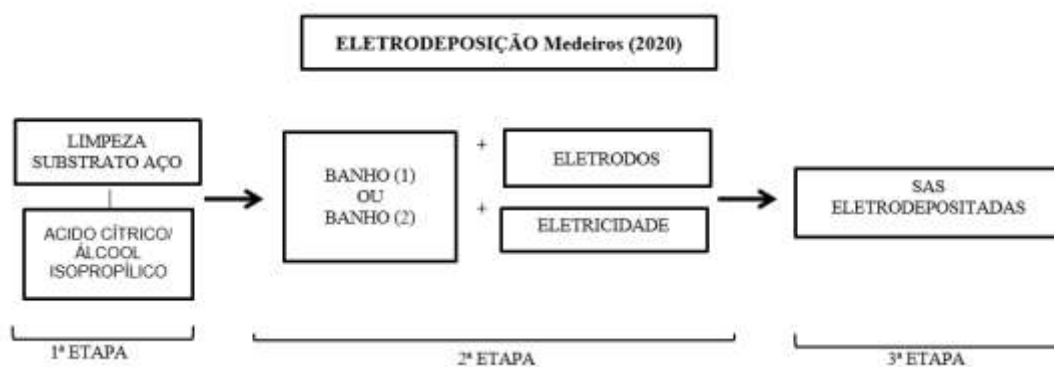 ELETRODEPOSIÇÃO Medeiros (2020)
LIMPEZA
SUBSTRATO AÇO
ACIDO CÍTRICO/
ÁLCOOL
ISOPROPÍLICO
BANHO (1)
OU
BANHO (2)
+
ELETRODOS
+
ELETRICIDADE
SAS
ELETRODEPOSITADAS
1ª ETAPA
2ª ETAPA
3ª ETAPA